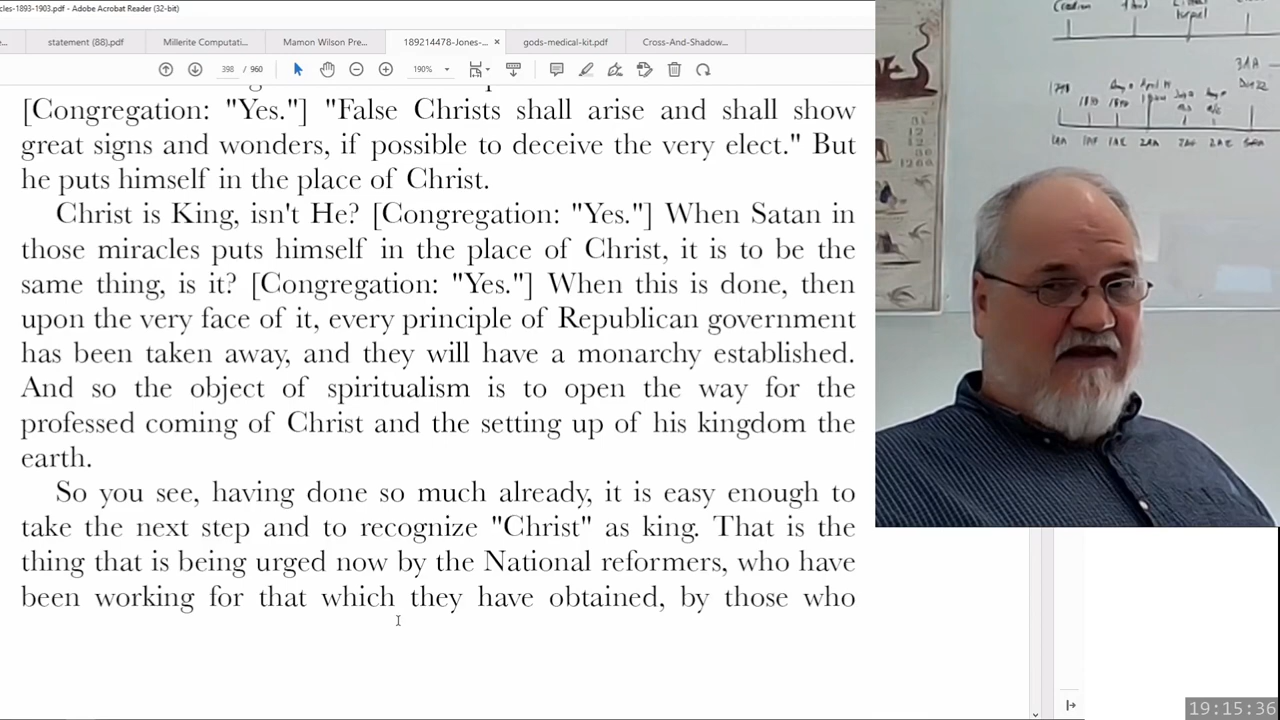 cles-1893-1903.pdf - Adobe Acrobat Reader (32-bit)
e... statement (88).pdf Millerite Computati... Mamon Wilson Pre... 189214478-Jones-... × gods-medical-kit.pdf Cross-And-Shadow...
398 / 960 190%
[Congregation: "Yes."] "False Christs shall arise and shall show
great signs and wonders, if possible to deceive the very elect." But
he puts himself in the place of Christ.
Christ is King, isn't He? [Congregation: "Yes."] When Satan in
those miracles puts himself in the place of Christ, it is to be the
same thing, is it? [Congregation: "Yes."] When this is done, then
upon the very face of it, every principle of Republican government
has been taken away, and they will have a monarchy established.
And so the object of spiritualism is to open the way for the
professed coming of Christ and the setting up of his kingdom the
earth.
So you see, having done so much already, it is easy enough to
take the next step and to recognize "Christ" as king. That is the
thing that is being urged now by the National reformers, who have
been working for that which they have obtained, by those who
1798
1840
April 19
Dec 22
19:15:36